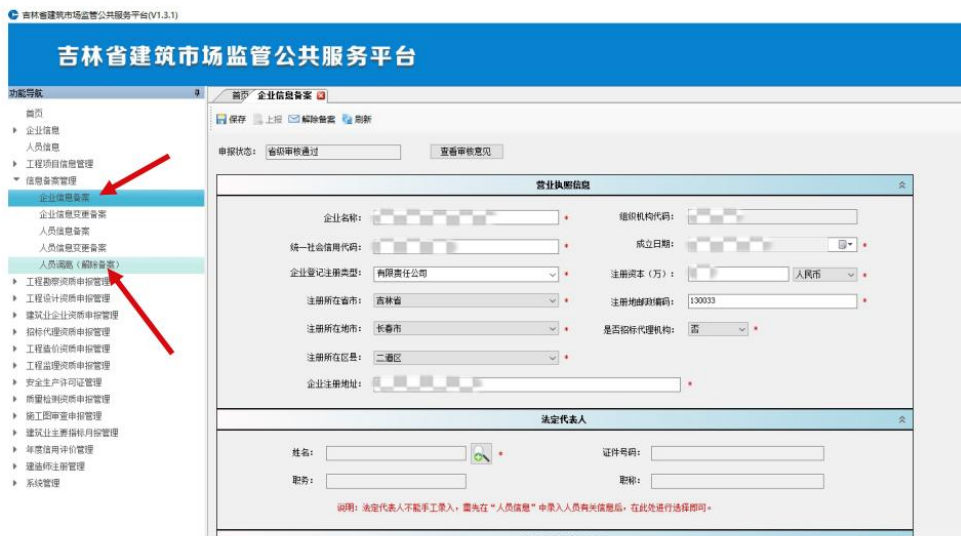 吉林省建筑市场监管公共服务平台(V1.3.1)
吉林省建筑市场监管公共服务平台
功能导航
首页
企业信息
人员信息
工程项目信息管理
信息备案管理
企业信息备案
企业信息变更备案
人员信息备案
人员信息变更备案
人员调离（解除备案）
工程勘察资质申报管理
工程设计资质申报管理
建筑业企业资质申报管理
招标代理资质申报管理
工程造价资质申报管理
工程监理资质申报管理
安全生产许可证管理
质量检测资质申报管理
施工图审查申报管理
建筑业主要指标月报管理
年度信用评价管理
建造师注册管理
系统管理
首页 企业信息备案
保存 上报 解除备案 刷新
申报状态： 省级审核通过 查看审核意见
营业执照信息
企业名称： * 组织机构代码：
统一社会信用代码： * 成立日期： *
企业登记注册类型： 有限责任公司 * 注册资本（万）： 人民币 *
注册所在省市： 吉林省 * 注册地邮政编码： 130033 *
注册所在地市： 长春市 * 是否招标代理机构： 否 *
注册所在区县： 二道区 *
企业注册地址： *
法定代表人
姓名： * 证件号码：
职务： 职称：
说明：法定代表人不能手工录入，需先在“人员信息”中录入人员有关信息后，在此处进行选择即可。